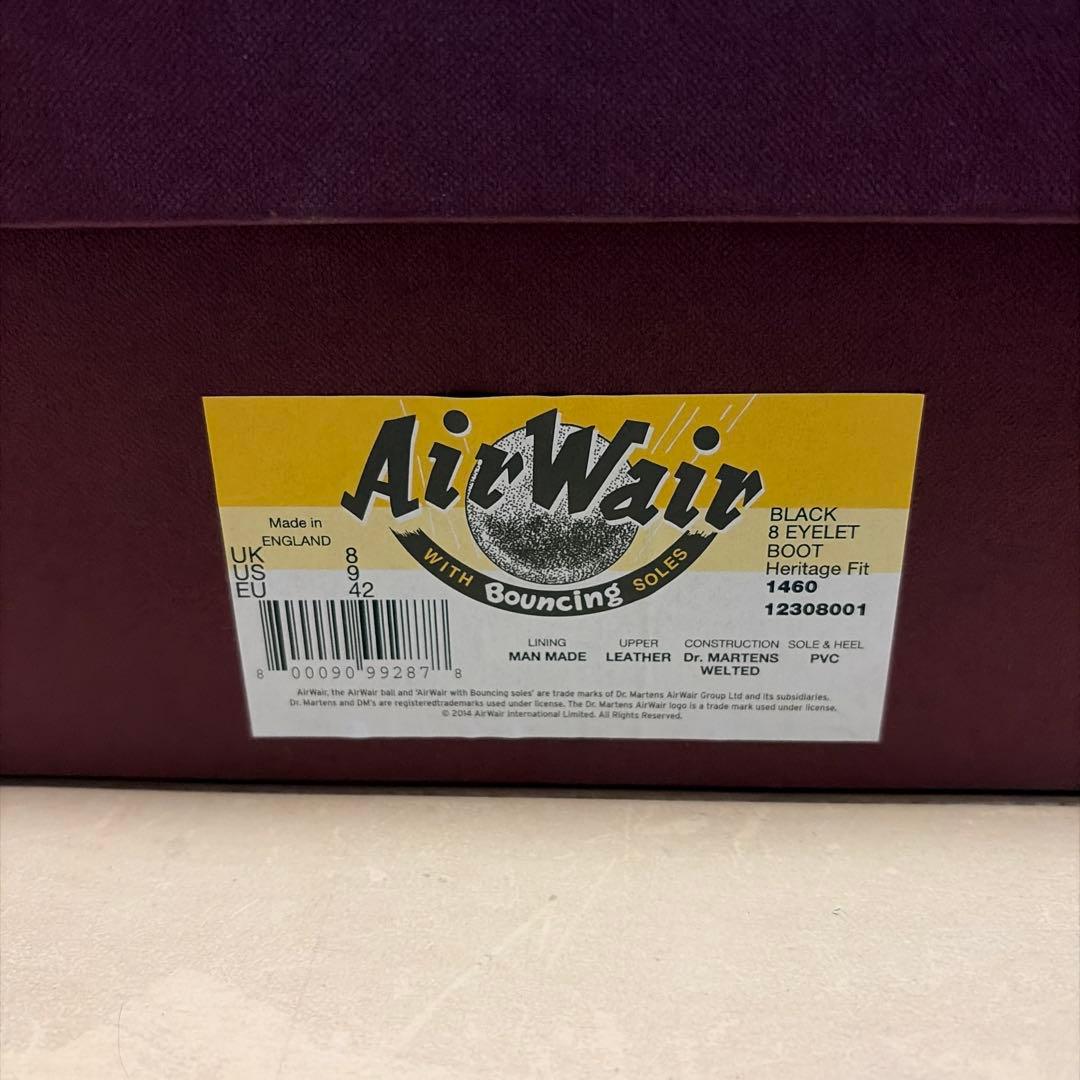 AirWair
WITH Bouncing SOLES
Made in
ENGLAND
UK 8
US 9
EU 42
8 00090 99287 8
BLACK
8 EYELET
BOOT
Heritage Fit
1460
12308001
LINING UPPER CONSTRUCTION SOLE & HEEL
MAN MADE LEATHER Dr. MARTENS PVC
WELTED
AirWair, the AirWair ball and 'AirWair with Bouncing soles' are trade marks of Dr. Martens AirWair Group Ltd and its subsidiaries.
Dr. Martens and DM's are registeredtrademarks used under license. The Dr. Martens AirWair logo is a trade mark used under license.
© 2014 AirWair International Limited. All Rights Reserved.